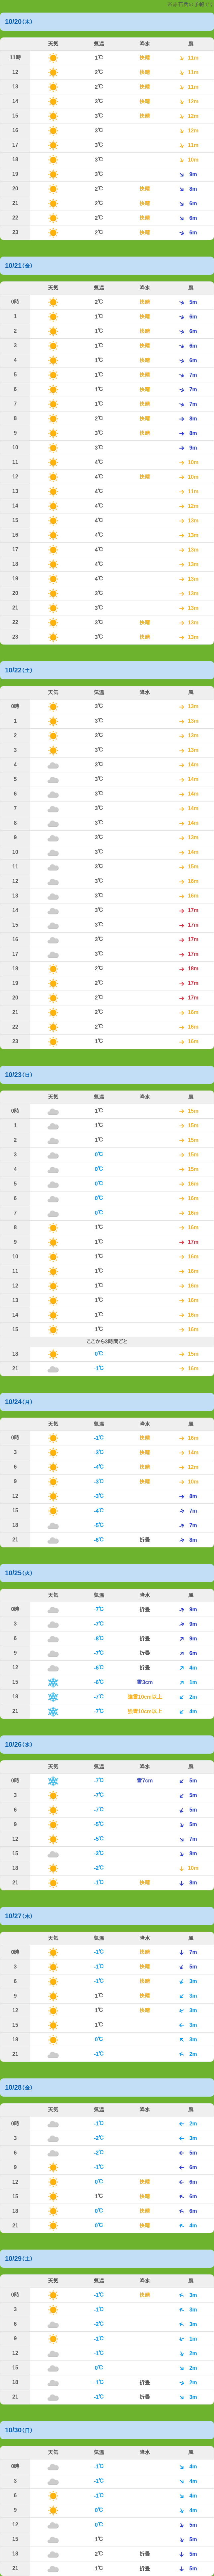 10/20(木)
天気 気温 降水 風
11時 1℃ 快晴 11m
12 2℃ 快晴 11m
13 2℃ 快晴 11m
14 3℃ 快晴 12m
15 3℃ 快晴 12m
16 3℃ 12m
17 3℃ 11m
18 3℃ 10m
19 3℃ 9m
20 2℃ 快晴 8m
21 2℃ 快晴 6m
22 2℃ 快晴 6m
23 2℃ 快晴 6m
10/21(金)
天気 気温 降水 風
0時 2℃ 快晴 5m
1 1℃ 快晴 6m
2 1℃ 快晴 6m
3 1℃ 快晴 6m
4 1℃ 快晴 6m
5 1℃ 快晴 7m
6 1℃ 快晴 7m
7 1℃ 快晴 7m
8 2℃ 快晴 8m
9 3℃ 快晴 8m
10 3℃ 9m
11 4℃ 10m
12 4℃ 快晴 10m
13 4℃ 11m
14 4℃ 12m
15 4℃ 13m
16 4℃ 13m
17 4℃ 13m
18 4℃ 13m
19 4℃ 13m
20 3℃ 13m
21 3℃ 13m
22 3℃ 快晴 13m
23 3℃ 快晴 13m
10/22(土)
天気 気温 降水 風
0時 3℃ 13m
1 3℃ 13m
2 3℃ 13m
3 3℃ 13m
4 3℃ 14m
5 3℃ 14m
6 3℃ 14m
7 3℃ 14m
8 3℃ 14m
9 3℃ 13m
10 3℃ 14m
11 3℃ 15m
12 3℃ 16m
13 3℃ 16m
14 3℃ 17m
15 3℃ 17m
16 3℃ 17m
17 3℃ 17m
18 2℃ 18m
19 2℃ 17m
20 2℃ 17m
21 2℃ 16m
22 2℃ 16m
23 1℃ 16m
10/23(日)
天気 気温 降水 風
0時 1℃ 15m
1 1℃ 15m
2 1℃ 15m
3 0℃ 15m
4 0℃ 15m
5 0℃ 16m
6 0℃ 16m
7 0℃ 16m
8 1℃ 16m
9 1℃ 17m
10 1℃ 16m
11 1℃ 16m
12 1℃ 16m
13 1℃ 16m
14 1℃ 16m
15 1℃ 16m
ここから3時間ごと
18 0℃ 15m
21 -1℃ 16m
10/24(月)
天気 気温 降水 風
0時 -1℃ 快晴 16m
3 -3℃ 快晴 14m
6 -4℃ 快晴 12m
9 -3℃ 快晴 10m
12 -3℃ 8m
15 -4℃ 7m
18 -5℃ 7m
21 -6℃ 折曇 8m
10/25(火)
天気 気温 降水 風
0時 -7℃ 折曇 9m
3 -7℃ 9m
6 -8℃ 折曇 9m
9 -7℃ 折曇 6m
12 -6℃ 折曇 4m
15 -6℃ 雪3cm 1m
18 -7℃ 強雪10cm以上 2m
21 -7℃ 強雪10cm以上 4m
10/26(水)
天気 気温 降水 風
0時 -7℃ 雪7cm 5m
3 -7℃ 5m
6 -7℃ 5m
9 -5℃ 5m
12 -5℃ 7m
15 -3℃ 8m
18 -2℃ 10m
21 -1℃ 快晴 8m
10/27(木)
天気 気温 降水 風
0時 -1℃ 快晴 7m
3 -1℃ 快晴 5m
6 -1℃ 快晴 3m
9 1℃ 快晴 3m
12 1℃ 快晴 3m
15 1℃ 3m
18 0℃ 3m
21 -1℃ 2m
10/28(金)
天気 気温 降水 風
0時 -1℃ 2m
3 -2℃ 3m
6 -2℃ 5m
9 -1℃ 6m
12 0℃ 快晴 6m
15 1℃ 快晴 6m
18 0℃ 快晴 6m
21 0℃ 快晴 4m
10/29(土)
天気 気温 降水 風
0時 -1℃ 快晴 3m
3 -1℃ 3m
6 -2℃ 3m
9 -1℃ 1m
12 -1℃ 2m
15 0℃ 2m
18 -1℃ 折曇 2m
21 -1℃ 折曇 3m
10/30(日)
天気 気温 降水 風
0時 -1℃ 4m
3 -1℃ 4m
6 -1℃ 4m
9 0℃ 4m
12 0℃ 5m
15 1℃ 5m
18 2℃ 折曇 5m
21 1℃ 折曇 5m